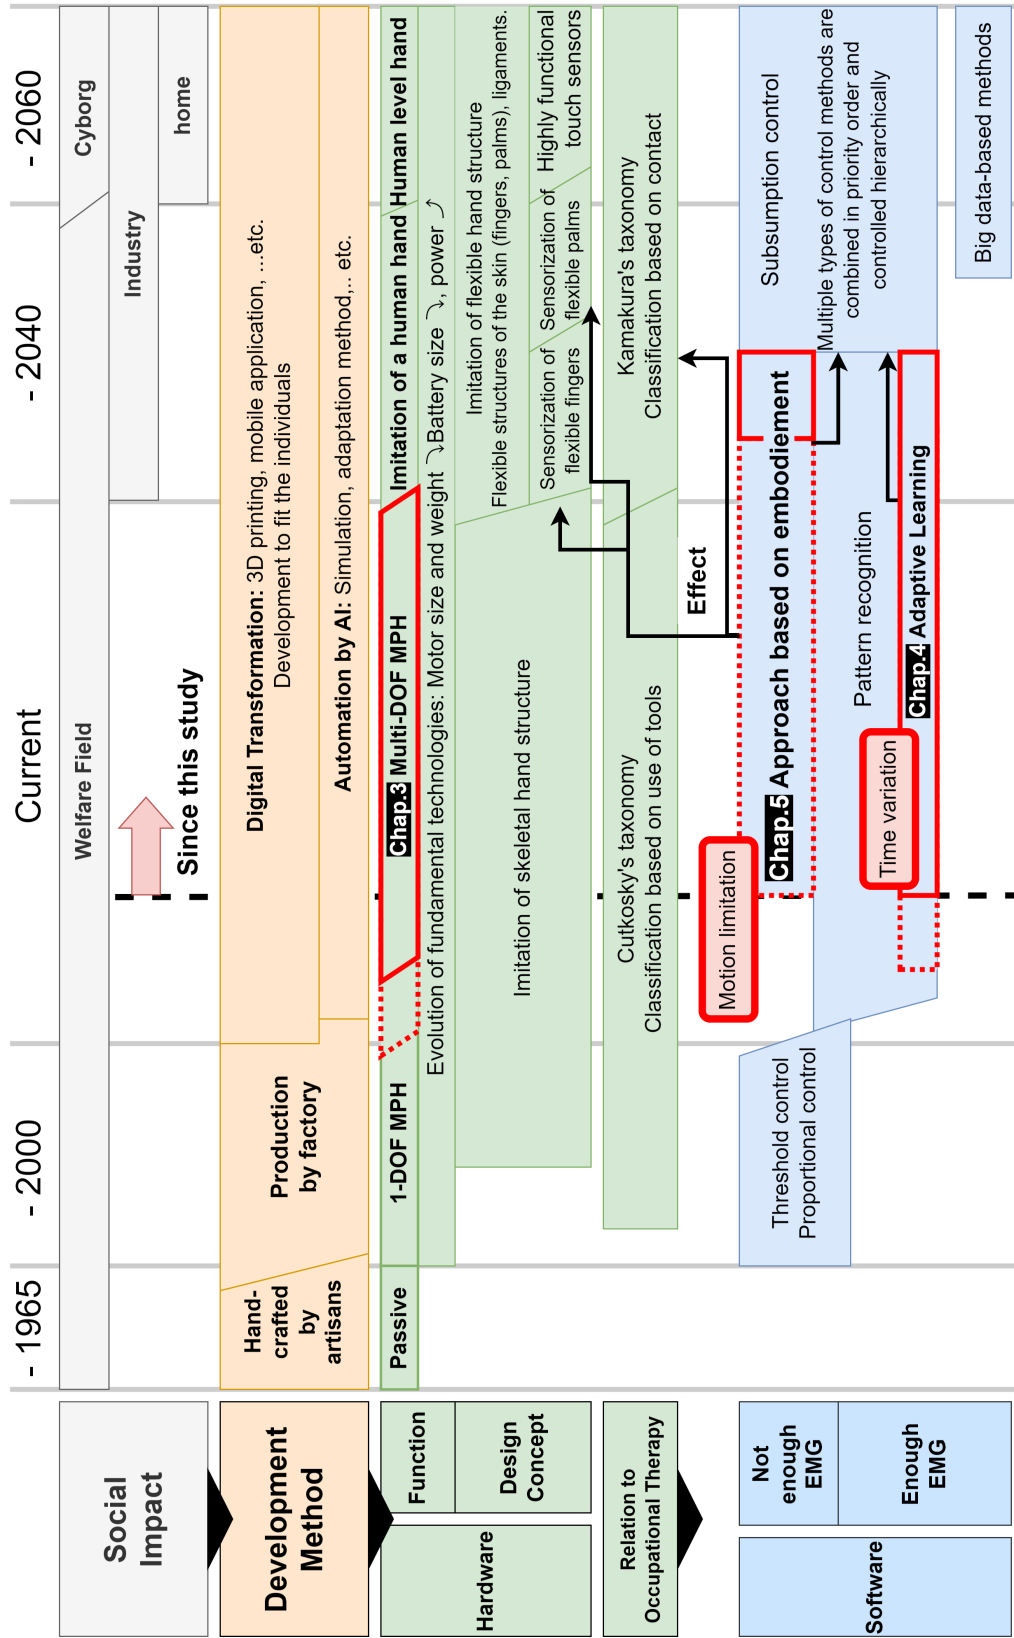 - 1965
- 2000
Current
- 2040
- 2060
Social
Impact
Welfare Field
Cyborg
Industry
home
Since this study
Development
Method
Hand-
crafted
by
artisans
Production
by factory
Digital Transformation: 3D printing, mobile application, ...etc.
Development to fit the individuals
Automation by AI: Simulation, adaptation method,.. etc.
Hardware
Function
Design
Concept
Passive
1-DOF MPH
Chap.3 Multi-DOF MPH
Imitation of a human hand
Human level hand
Evolution of fundamental technologies: Motor size and weight ⤵Battery size ⤵, power ⤴
Imitation of skeletal hand structure
Imitation of flexible hand structure
Flexible structures of the skin (fingers, palms), ligaments.
Sensorization of
flexible fingers
Sensorization of
flexible palms
Highly functional
touch sensors
Relation to
Occupational Therapy
Cutkosky's taxonomy
Classification based on use of tools
Kamakura's taxonomy
Classification based on contact
Effect
Software
Not
enough
EMG
Enough
EMG
Threshold control
Proportional control
Motion limitation
Chap.5 Approach based on embodiement
Pattern recognition
Time variation
Chap.4 Adaptive Learning
Subsumption control
Multiple types of control methods are
combined in priority order and
controlled hierarchically
Big data-based methods